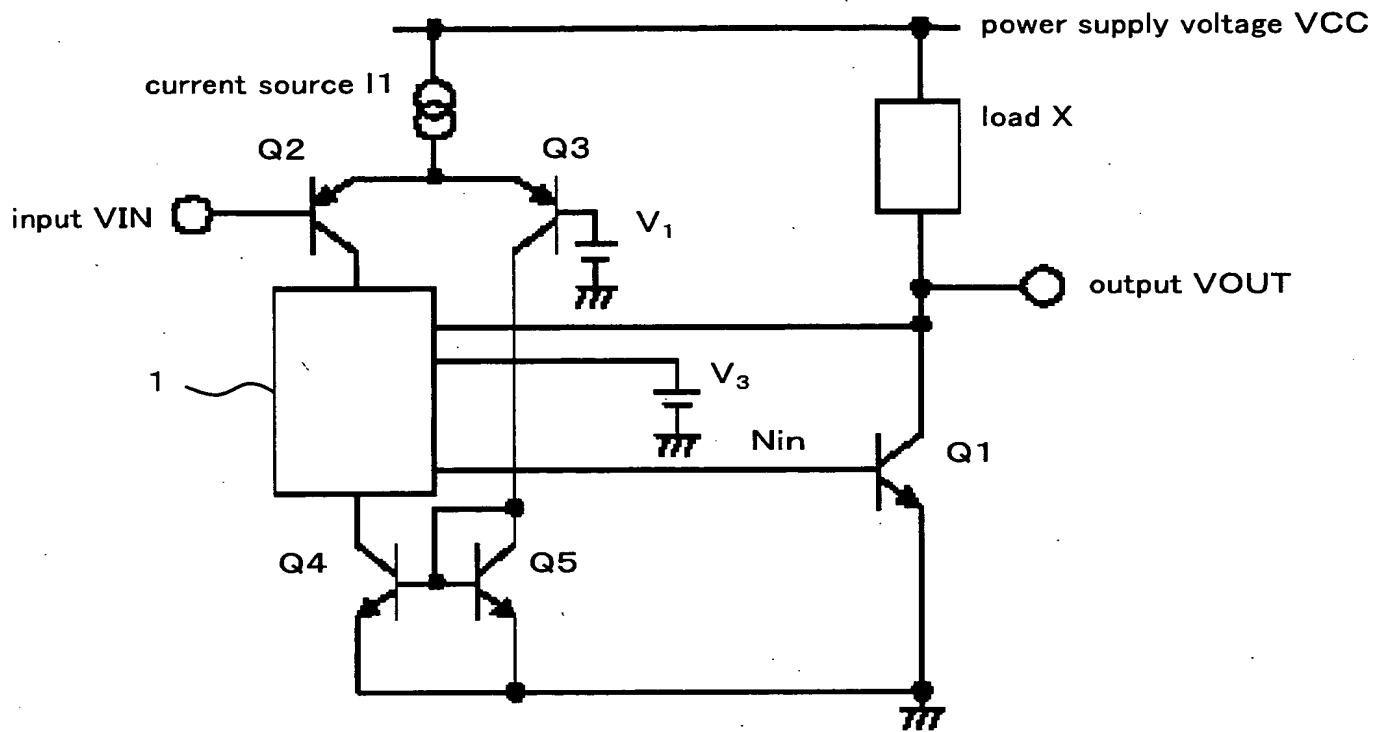 power supply voltage VCC
current source I1
load X
Q2
Q3
input VIN
V1
output VOUT
1
V3
Nin
Q1
Q4
Q5